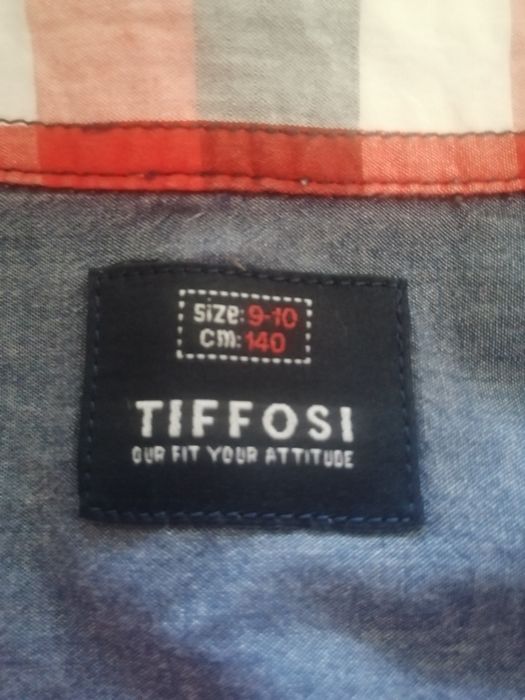 size: 9-10
cm: 140
TIFFOSI
OUR FIT YOUR ATTITUDE